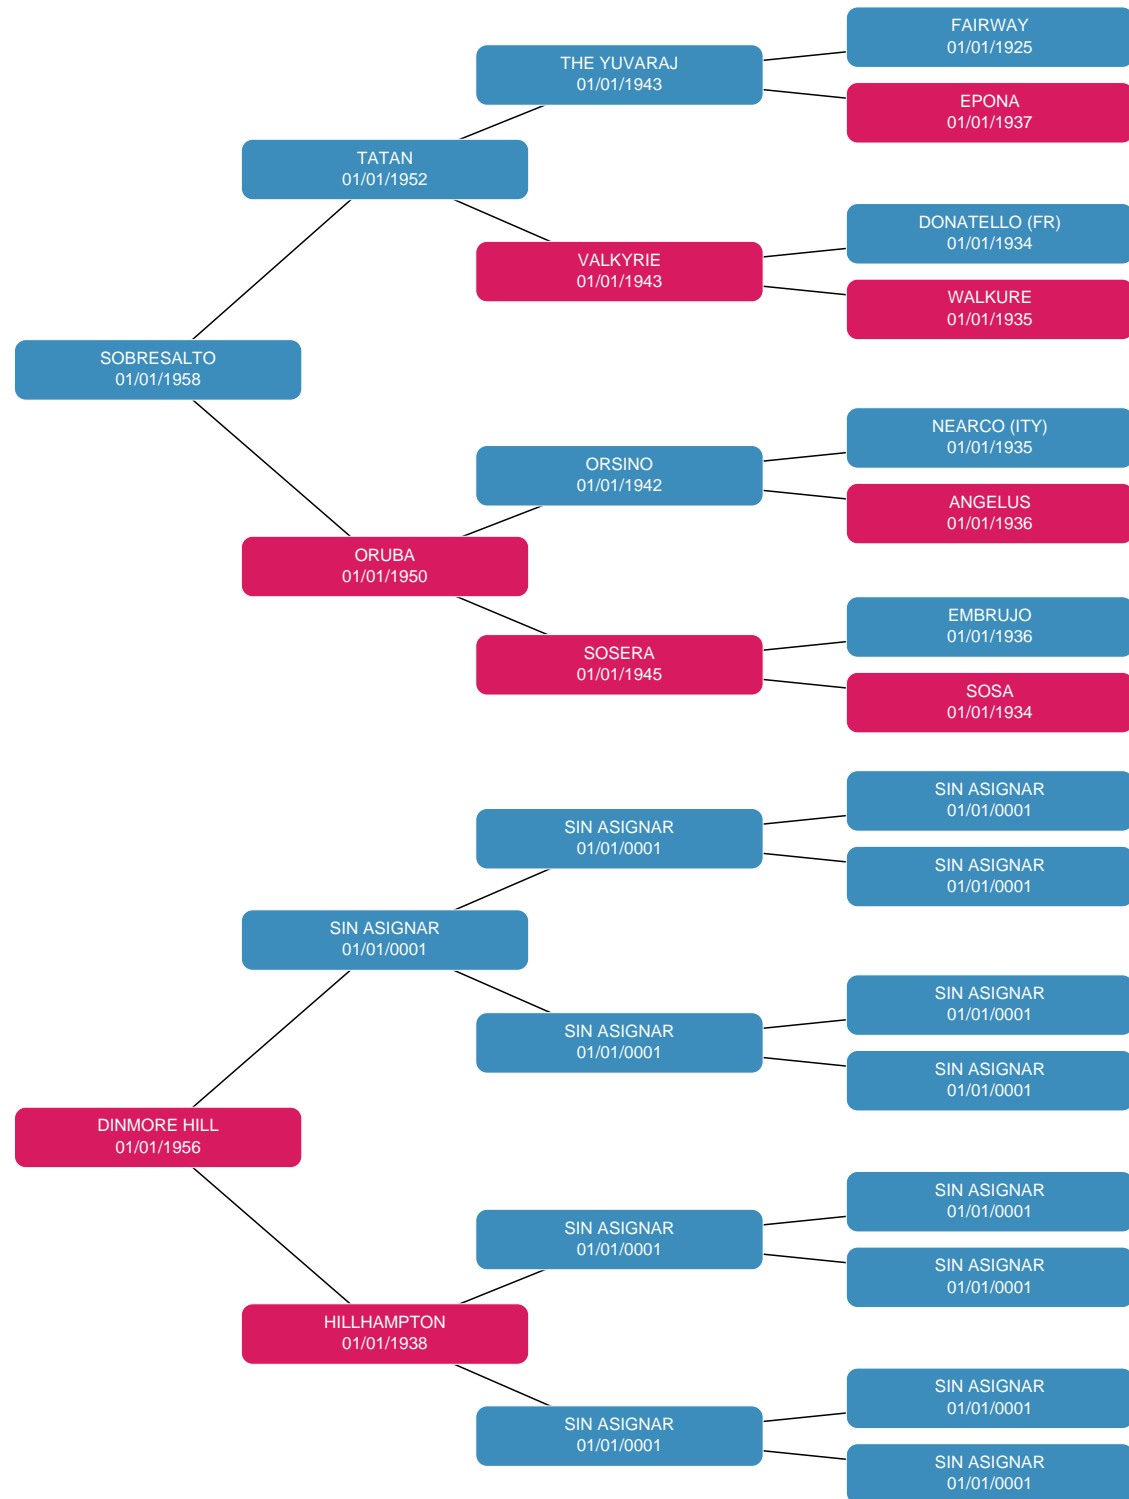 FAIRWAY
01/01/1925
THE YUVARAJ
01/01/1943
EPONA
01/01/1937
TATAN
01/01/1952
DONATELLO (FR)
01/01/1934
VALKYRIE
01/01/1943
WALKURE
01/01/1935
SOBRESALTO
01/01/1958
NEARCO (ITY)
01/01/1935
ORSINO
01/01/1942
ANGELUS
01/01/1936
ORUBA
01/01/1950
EMBRUJO
01/01/1936
SOSERA
01/01/1945
SOSA
01/01/1934
SIN ASIGNAR
01/01/0001
SIN ASIGNAR
01/01/0001
SIN ASIGNAR
01/01/0001
SIN ASIGNAR
01/01/0001
SIN ASIGNAR
01/01/0001
SIN ASIGNAR
01/01/0001
SIN ASIGNAR
01/01/0001
DINMORE HILL
01/01/1956
SIN ASIGNAR
01/01/0001
SIN ASIGNAR
01/01/0001
SIN ASIGNAR
01/01/0001
HILLHAMPTON
01/01/1938
SIN ASIGNAR
01/01/0001
SIN ASIGNAR
01/01/0001
SIN ASIGNAR
01/01/0001